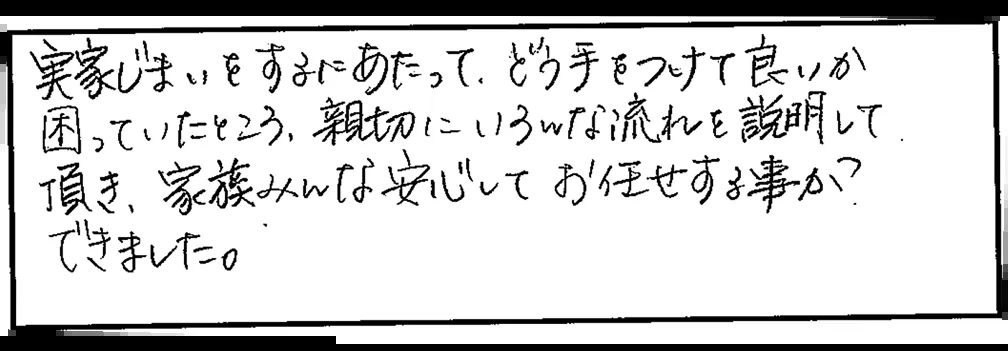 実家じまいをするにあたって、どう手をつけて良いか
困っていたところ、親切にいろんな流れを説明して
頂き、家族みんな安心してお任せする事が
できました。